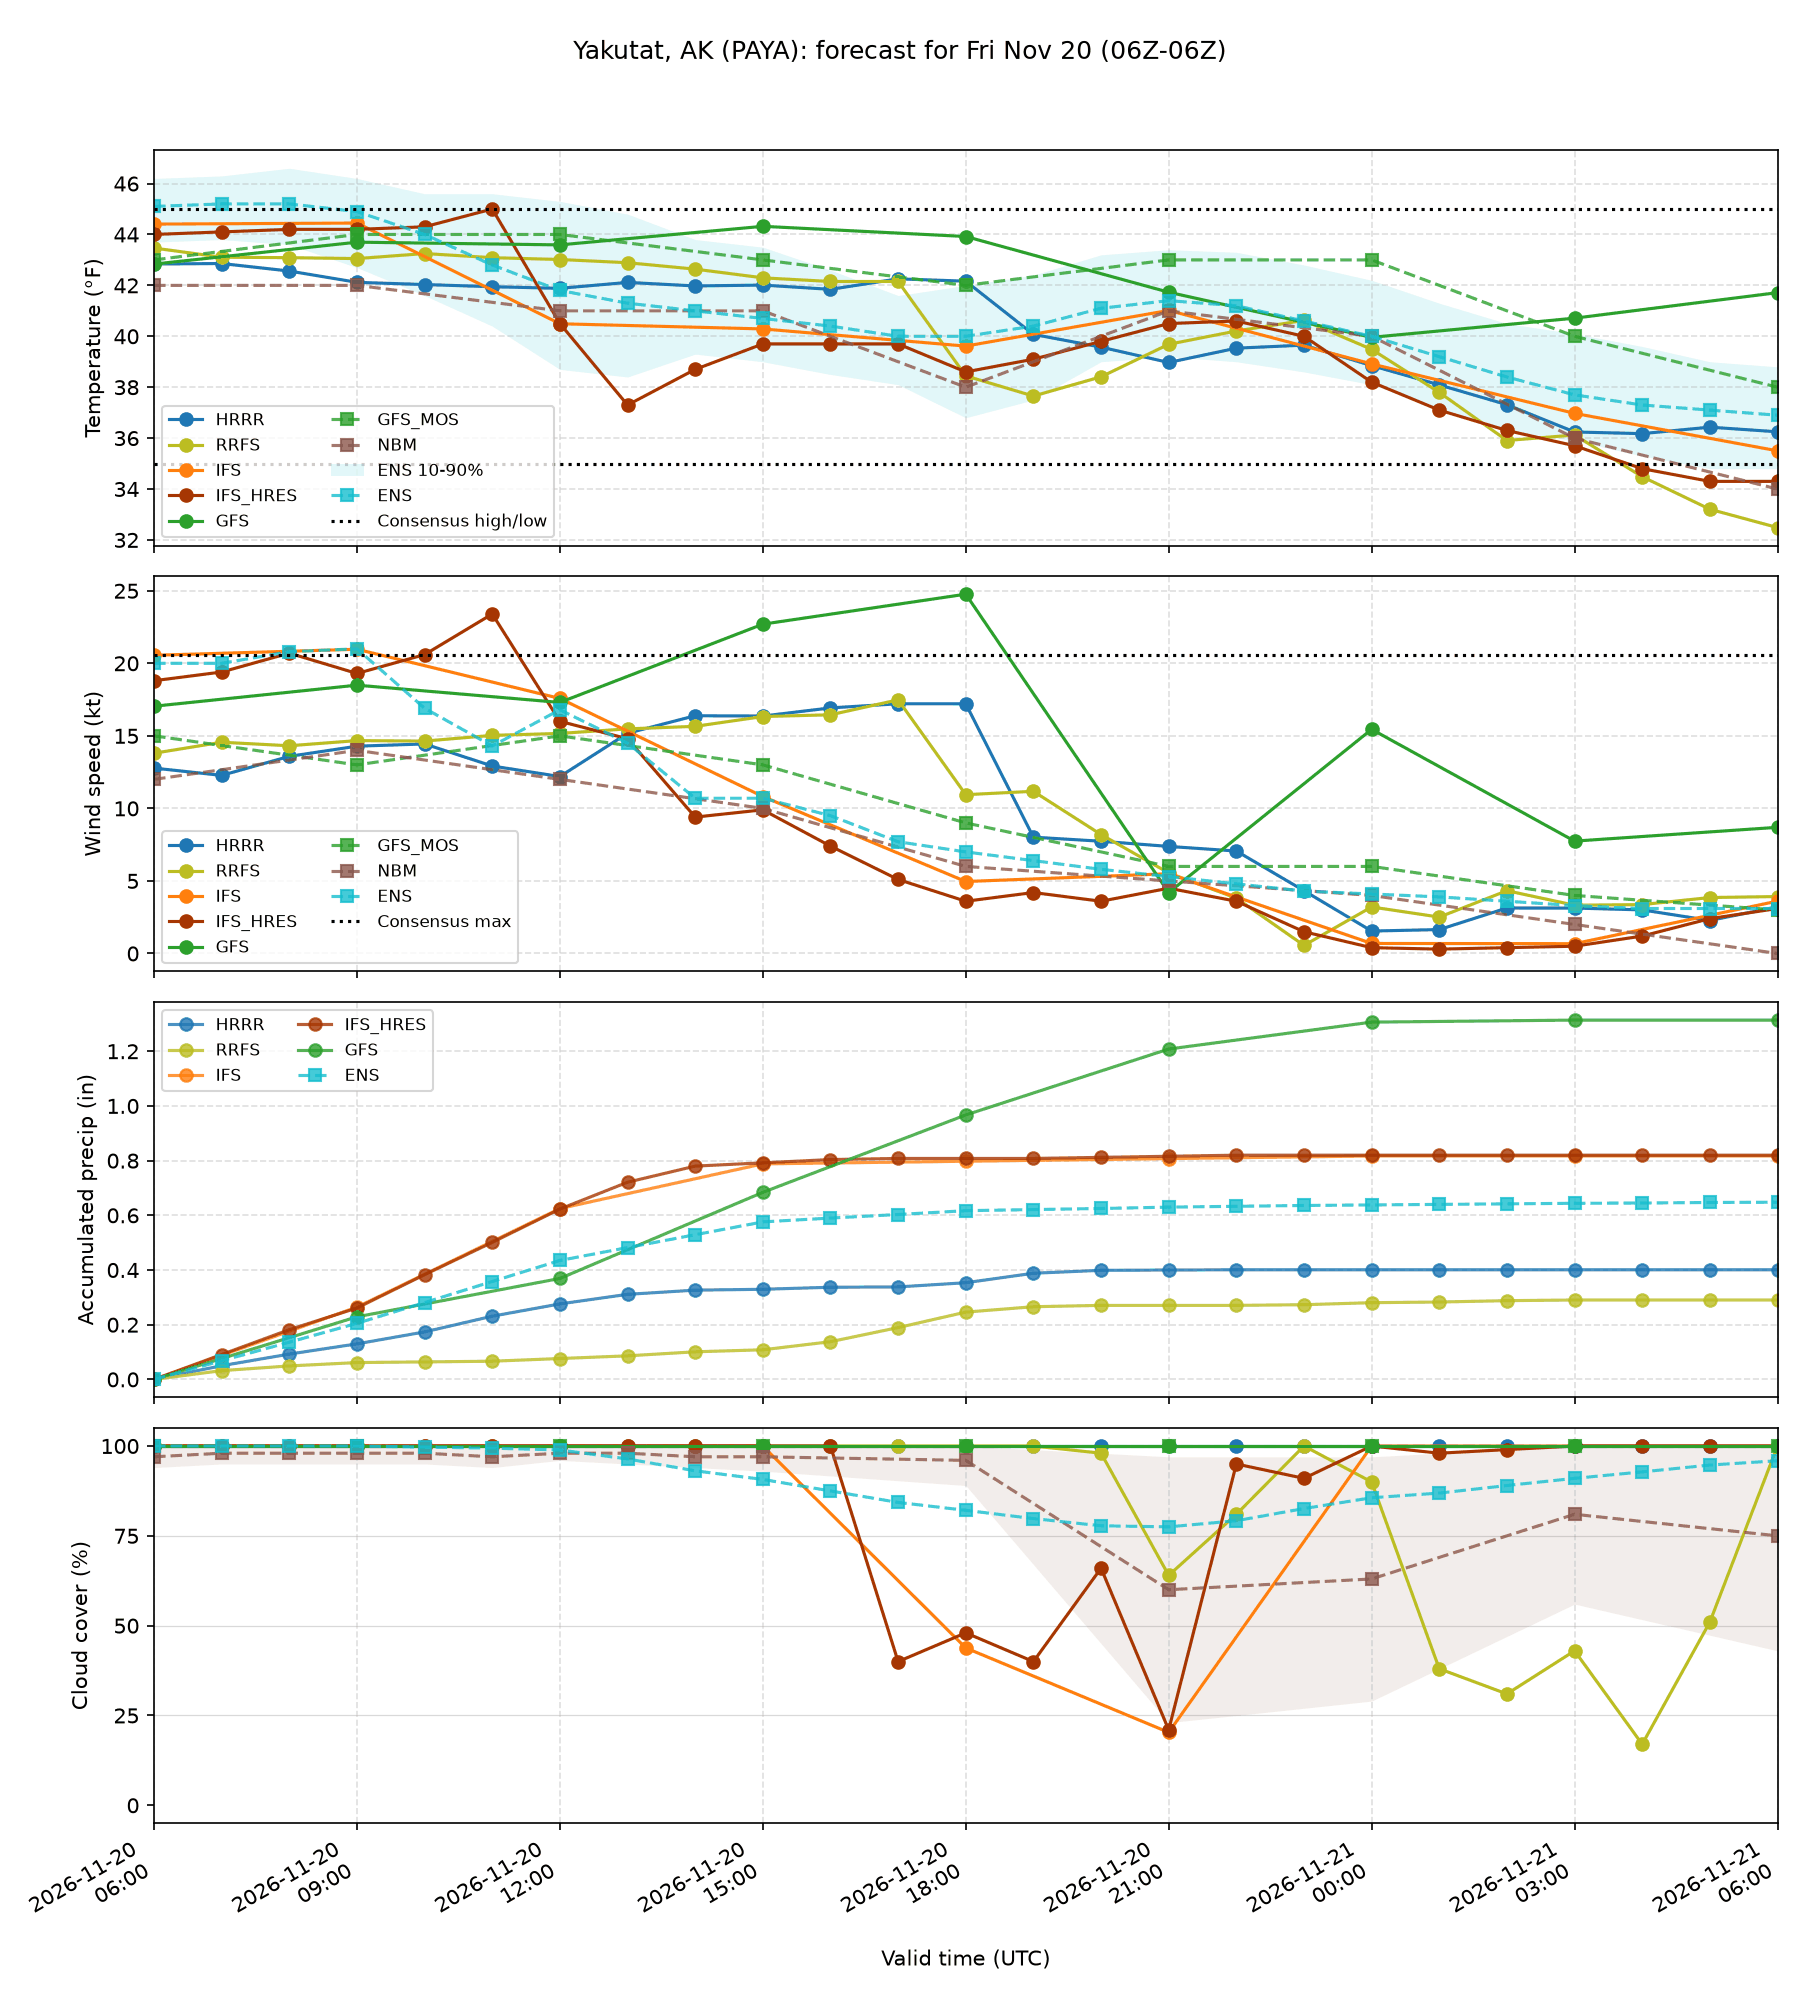 Yakutat, AK (PAYA): forecast for Fri Nov 20 (06Z-06Z)
Temperature (°F)
46
44
42
40
38
36
34
32
HRRR
RRFS
IFS
IFS_HRES
GFS
GFS_MOS
NBM
ENS 10-90%
ENS
Consensus high/low
Wind speed (kt)
25
20
15
10
5
0
HRRR
RRFS
IFS
IFS_HRES
GFS
GFS_MOS
NBM
ENS
Consensus max
Accumulated precip (in)
1.2
1.0
0.8
0.6
0.4
0.2
0.0
HRRR
RRFS
IFS
IFS_HRES
GFS
ENS
Cloud cover (%)
100
75
50
25
0
2026-11-20
06:00
2026-11-20
09:00
2026-11-20
12:00
2026-11-20
15:00
2026-11-20
18:00
2026-11-20
21:00
2026-11-21
00:00
2026-11-21
03:00
2026-11-21
06:00
Valid time (UTC)